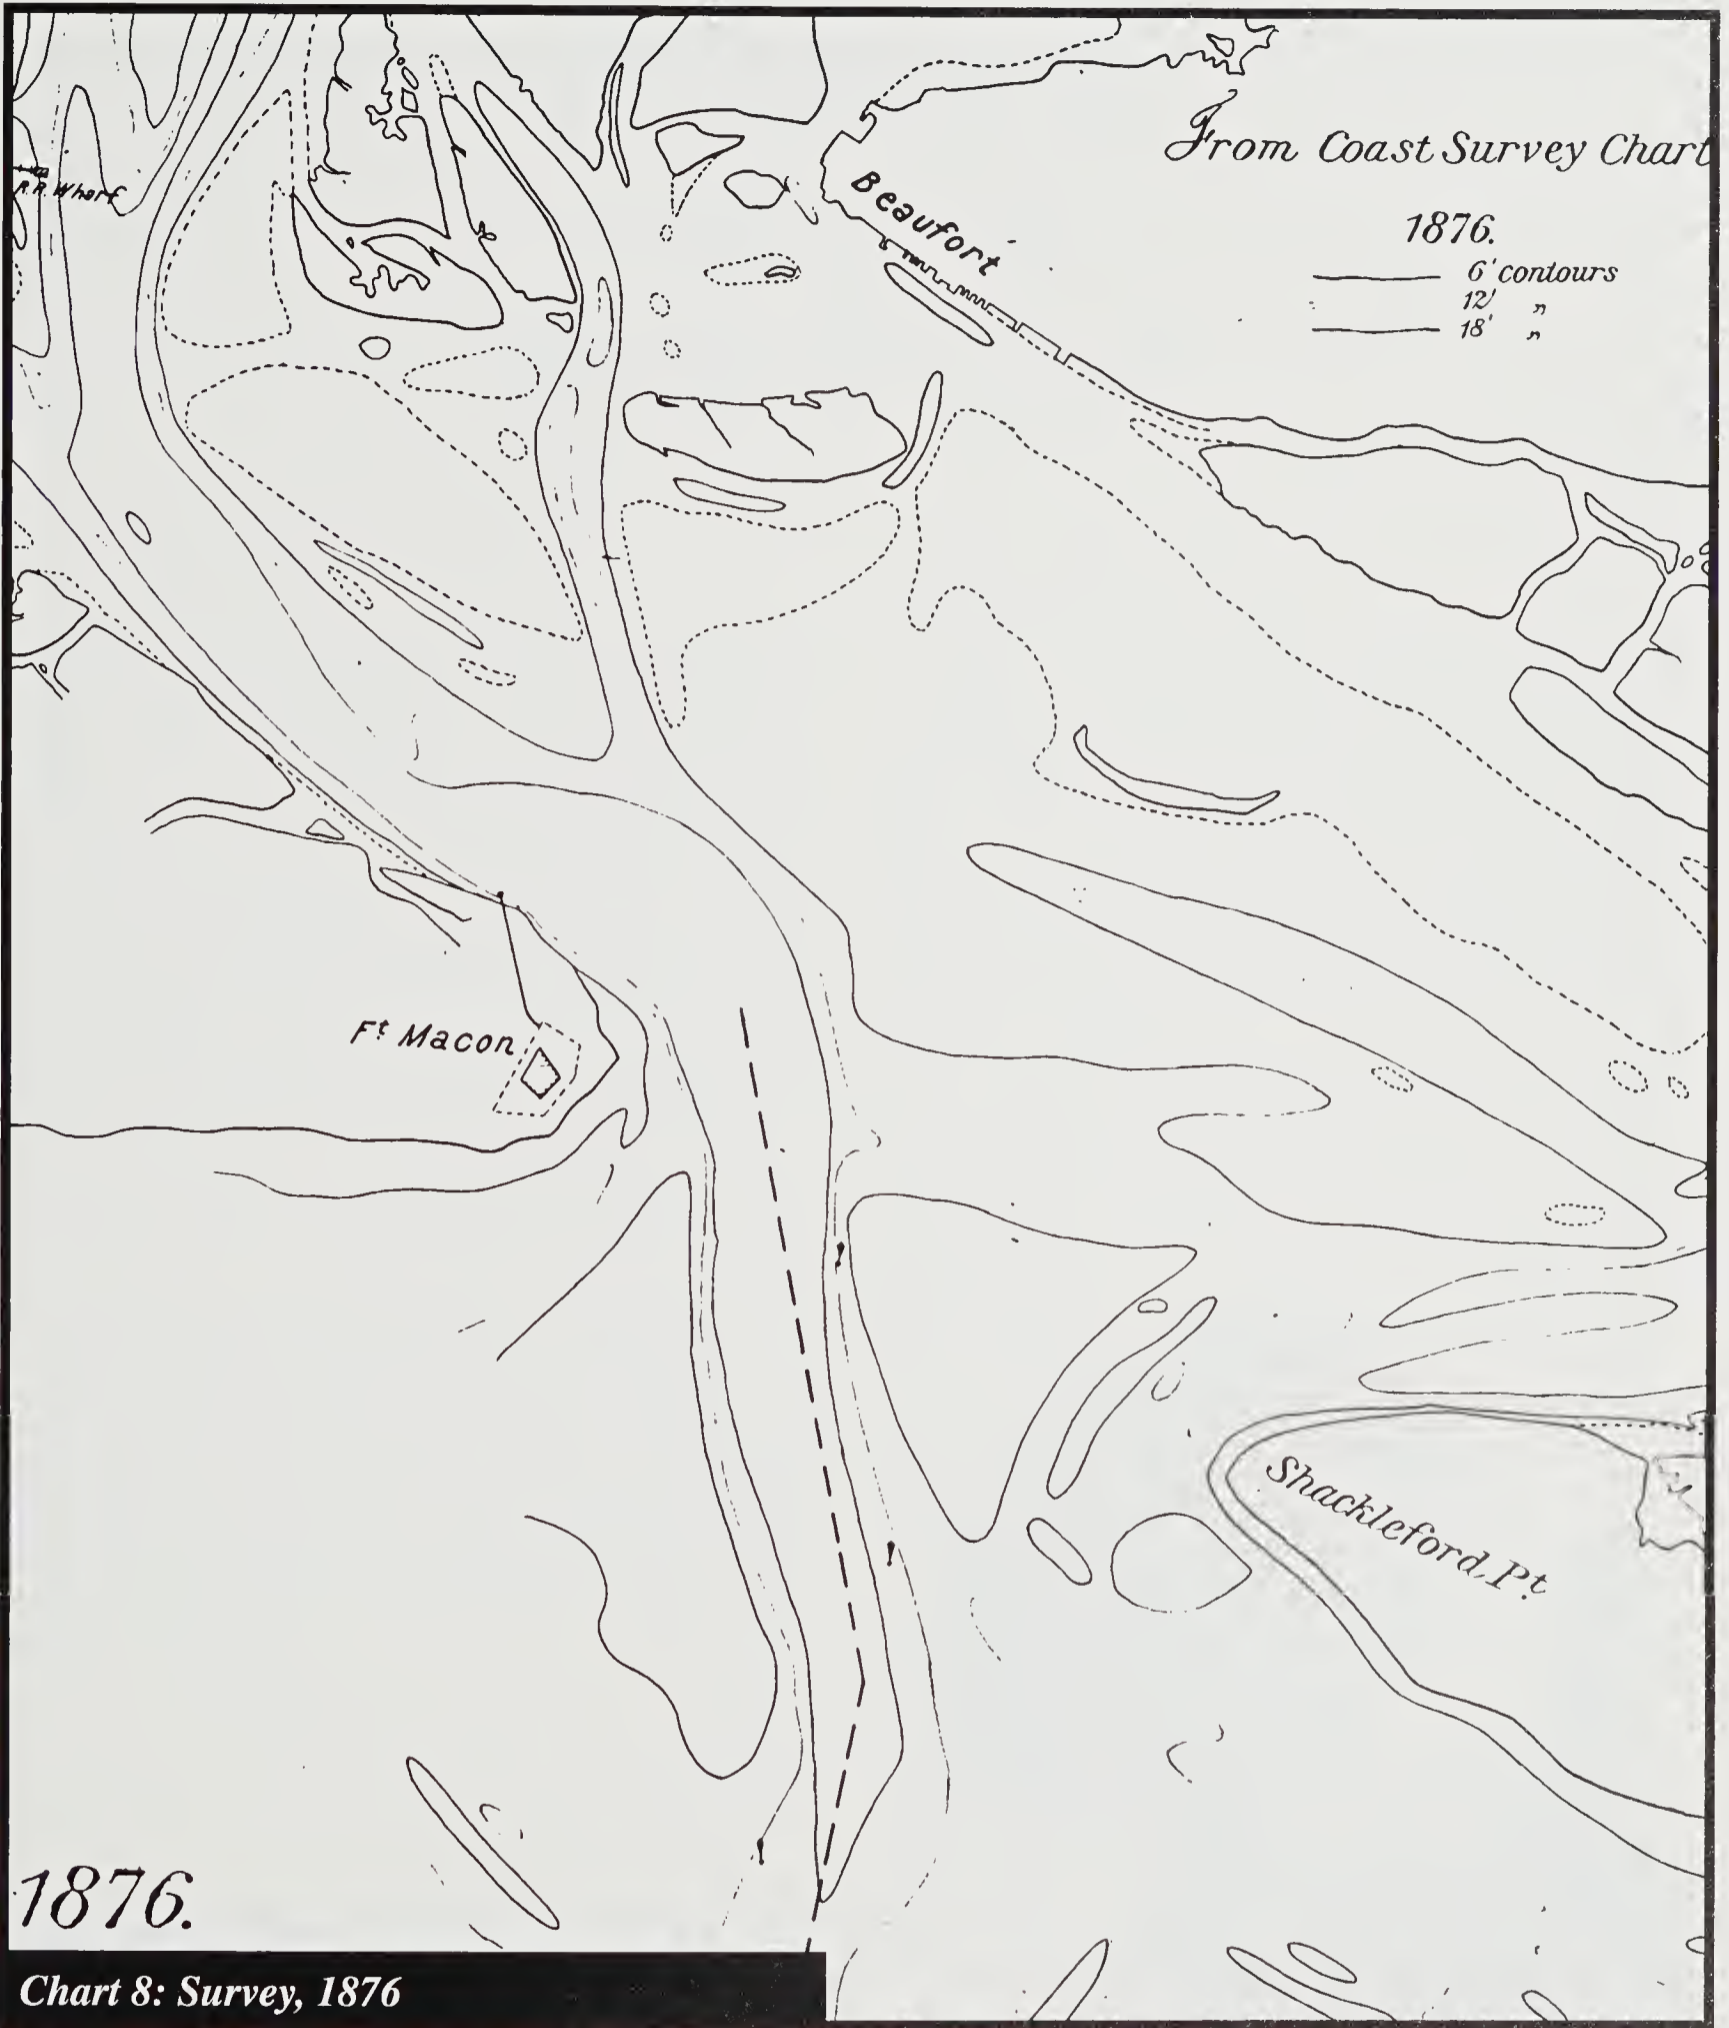 From Coast Survey Chart
1876.
6' contours
12' "
18' "
R.R. Wharf
Beaufort
Ft Macon
Shackleford Pt.
1876.
Chart 8: Survey, 1876